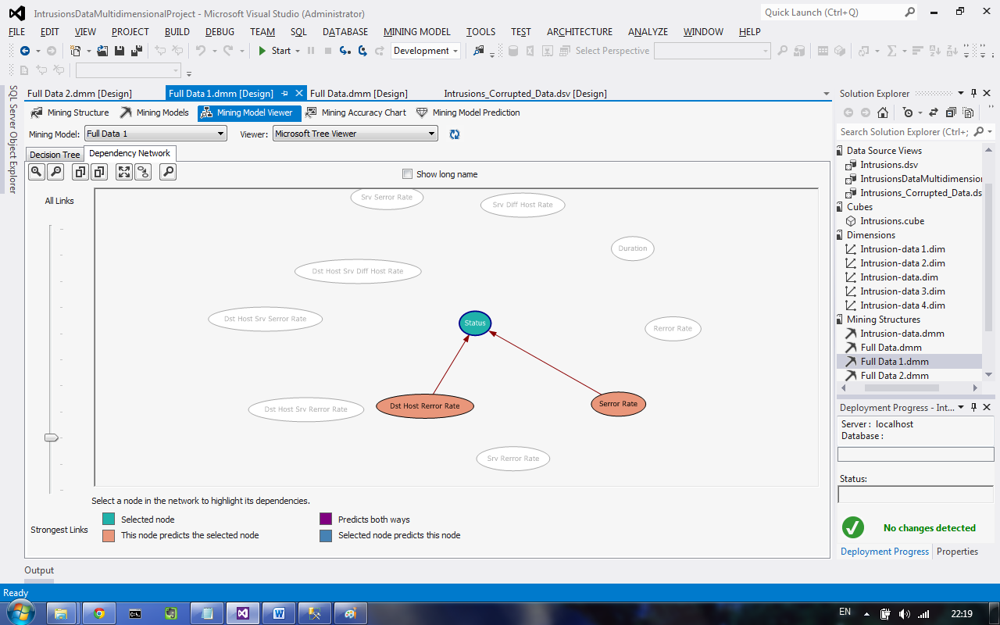 IntrusionsDataMultidimensionalProject - Microsoft Visual Studio (Administrator)
Quick Launch (Ctrl+Q)
FILE EDIT VIEW PROJECT BUILD DEBUG TEAM SQL DATABASE MINING MODEL TOOLS TEST ARCHITECTURE ANALYZE WINDOW HELP
Start Development Select Perspective
SQL Server Object Explorer
Full Data 2.dmm [Design] Full Data 1.dmm [Design] Full Data.dmm [Design] Intrusions_Corrupted_Data.dsv [Design]
Mining Structure Mining Models Mining Model Viewer Mining Accuracy Chart Mining Model Prediction
Mining Model: Full Data 1 Viewer: Microsoft Tree Viewer
Decision Tree Dependency Network
Show long name
All Links
Srv Serror Rate
Srv Diff Host Rate
Duration
Dst Host Srv Diff Host Rate
Dst Host Srv Serror Rate
Status
Rerror Rate
Dst Host Srv Rerror Rate
Dst Host Rerror Rate
Serror Rate
Srv Rerror Rate
Select a node in the network to highlight its dependencies.
Strongest Links
Selected node
Predicts both ways
This node predicts the selected node
Selected node predicts this node
Solution Explorer
Search Solution Explorer (Ctrl+;
Data Source Views
Intrusions.dsv
IntrusionsDataMultidimension
Intrusions_Corrupted_Data.ds
Cubes
Intrusions.cube
Dimensions
Intrusion-data 1.dim
Intrusion-data 2.dim
Intrusion-data.dim
Intrusion-data 3.dim
Intrusion-data 4.dim
Mining Structures
Intrusion-data.dmm
Full Data.dmm
Full Data 1.dmm
Full Data 2.dmm
Deployment Progress - Int...
Server : localhost
Database :
Status:
No changes detected
Deployment Progress Properties
Output
Ready
EN 22:19